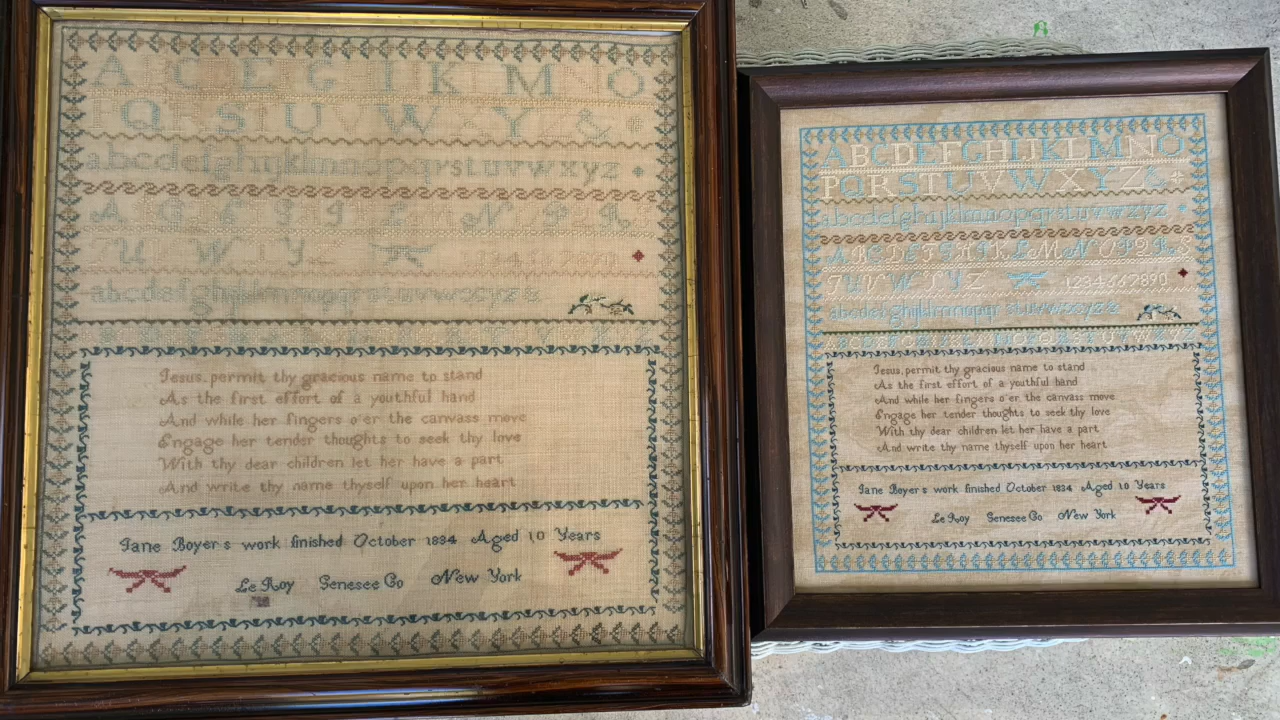 A C E G I K M N O
P Q R S T U V W X Y Z &
abcdefghijklmnopqrstuvwxyz
A G E I I L N P R
U W Y 1234567890
abcdefghijklmnopqrstuvwxyz &
Jesus, permit thy gracious name to stand
As the first effort of a youthful hand
And while her fingers o'er the canvass move
Engage her tender thoughts to seek thy love
With thy dear children let her have a part
And write thy name thyself upon her heart
Jane Boyer's work finished October 1834 Aged 10 Years
Le Roy Genesee Co New York
ABCDEFGHIJKLMNO
PQRSTUVWXYZ&
abcdefghijklmnopqrstuvwxyz
ABCDEFGHIKLMNOPQRS
TUVWXYZ 1234567890
abcdefghijklmnopqrstuvwxyz&
Jesus, permit thy gracious name to stand
As the first effort of a youthful hand
And while her fingers o'er the canvass move
Engage her tender thoughts to seek thy love
With thy dear children let her have a part
And write thy name thyself upon her heart
Jane Boyer's work finished October 1834 Aged 10 Years
Le Roy Genesee Co New York